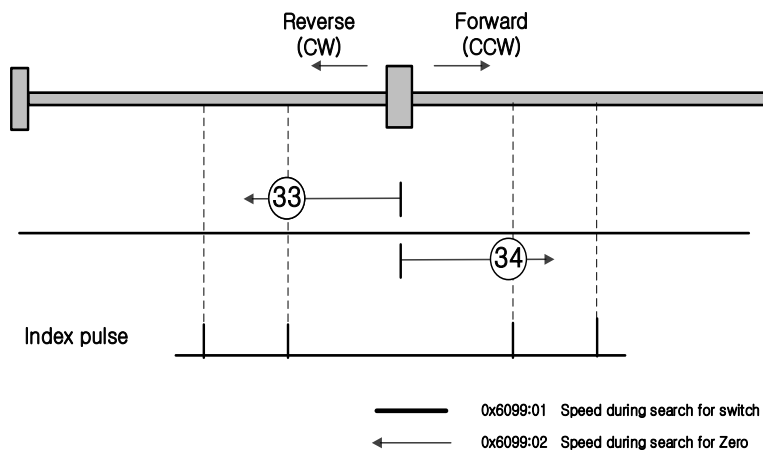 Reverse
(CW)
Forward
(CCW)
33
34
Index pulse
0x6099:01 Speed during search for switch
0x6099:02 Speed during search for Zero